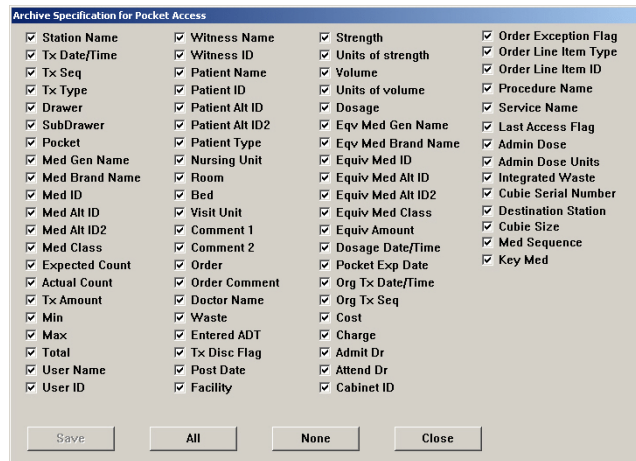 Archive Specification for Pocket Access
Station Name
Tx Date/Time
Tx Seq
Tx Type
Drawer
SubDrawer
Pocket
Med Gen Name
Med Brand Name
Med ID
Med Alt ID
Med Alt ID2
Med Class
Expected Count
Actual Count
Tx Amount
Min
Max
Total
User Name
User ID
Witness Name
Witness ID
Patient Name
Patient ID
Patient Alt ID
Patient Alt ID2
Patient Type
Nursing Unit
Room
Bed
Visit Unit
Comment 1
Comment 2
Order
Order Comment
Doctor Name
Waste
Entered ADT
Tx Disc Flag
Post Date
Facility
Strength
Units of strength
Volume
Units of volume
Dosage
Eqv Med Gen Name
Eqv Med Brand Name
Equiv Med ID
Equiv Med Alt ID
Equiv Med Alt ID2
Equiv Med Class
Equiv Amount
Dosage Date/Time
Pocket Exp Date
Org Tx Date/Time
Org Tx Seq
Cost
Charge
Admit Dr
Attend Dr
Cabinet ID
Order Exception Flag
Order Line Item Type
Order Line Item ID
Procedure Name
Service Name
Last Access Flag
Admin Dose
Admin Dose Units
Integrated Waste
Cubie Serial Number
Destination Station
Cubie Size
Med Sequence
Key Med
Save
All
None
Close